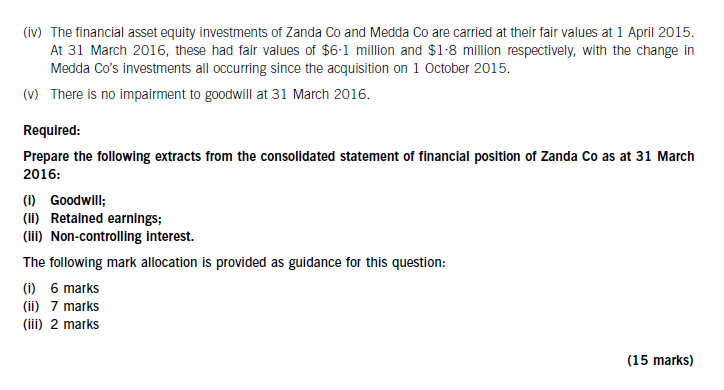 (iv) The financial asset equity investments of Zanda Co and Medda Co are carried at their fair values at 1 April 2015.
At 31 March 2016, these had fair values of $6·1 million and $1·8 million respectively, with the change in
Medda Co's investments all occurring since the acquisition on 1 October 2015.
(v) There is no impairment to goodwill at 31 March 2016.
Required:
Prepare the following extracts from the consolidated statement of financial position of Zanda Co as at 31 March
2016:
(i) Goodwill;
(ii) Retained earnings;
(iii) Non-controlling interest.
The following mark allocation is provided as guidance for this question:
(i) 6 marks
(ii) 7 marks
(iii) 2 marks
(15 marks)